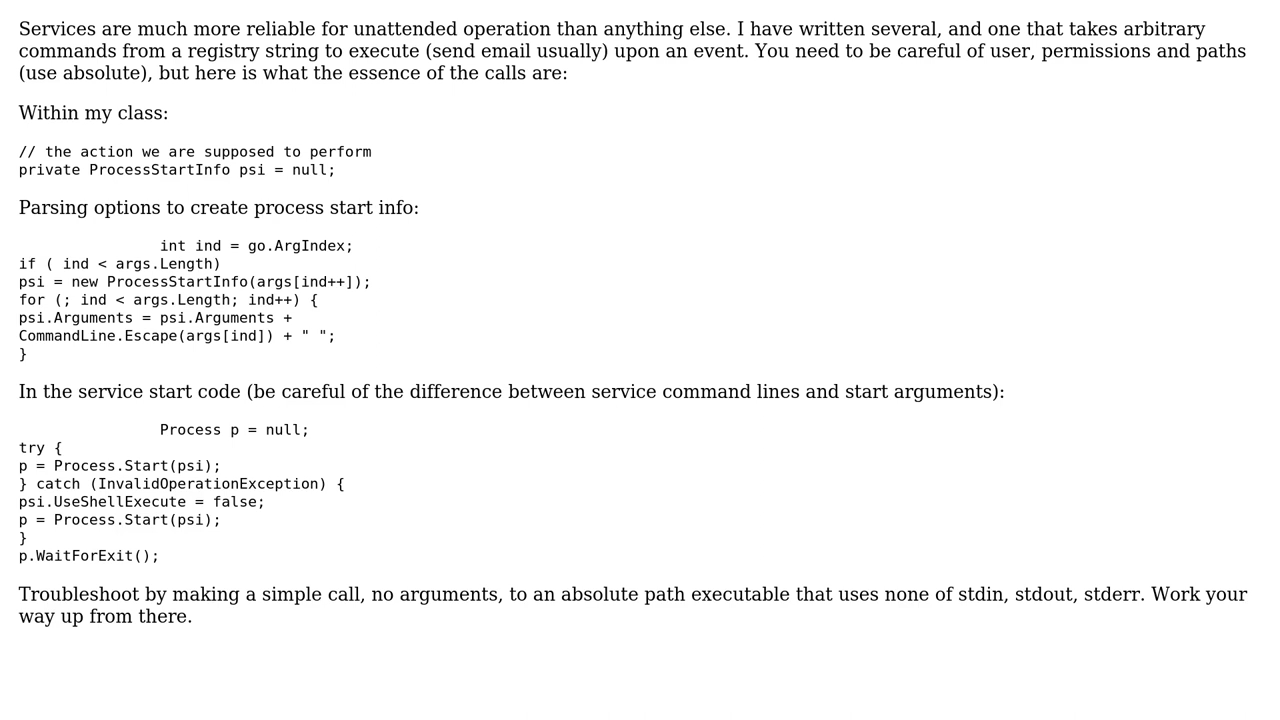 Services are much more reliable for unattended operation than anything else. I have written several, and one that takes arbitrary
commands from a registry string to execute (send email usually) upon an event. You need to be careful of user, permissions and paths
(use absolute), but here is what the essence of the calls are:
Within my class:
// the action we are supposed to perform
private ProcessStartInfo psi = null;
Parsing options to create process start info:
int ind = go.ArgIndex;
if ( ind < args.Length)
psi = new ProcessStartInfo(args[ind++]);
for (; ind < args.Length; ind++) {
psi.Arguments = psi.Arguments +
CommandLine.Escape(args[ind]) + " ";
}
In the service start code (be careful of the difference between service command lines and start arguments):
Process p = null;
try {
p = Process.Start(psi);
} catch (InvalidOperationException) {
psi.UseShellExecute = false;
p = Process.Start(psi);
}
p.WaitForExit();
Troubleshoot by making a simple call, no arguments, to an absolute path executable that uses none of stdin, stdout, stderr. Work your
way up from there.